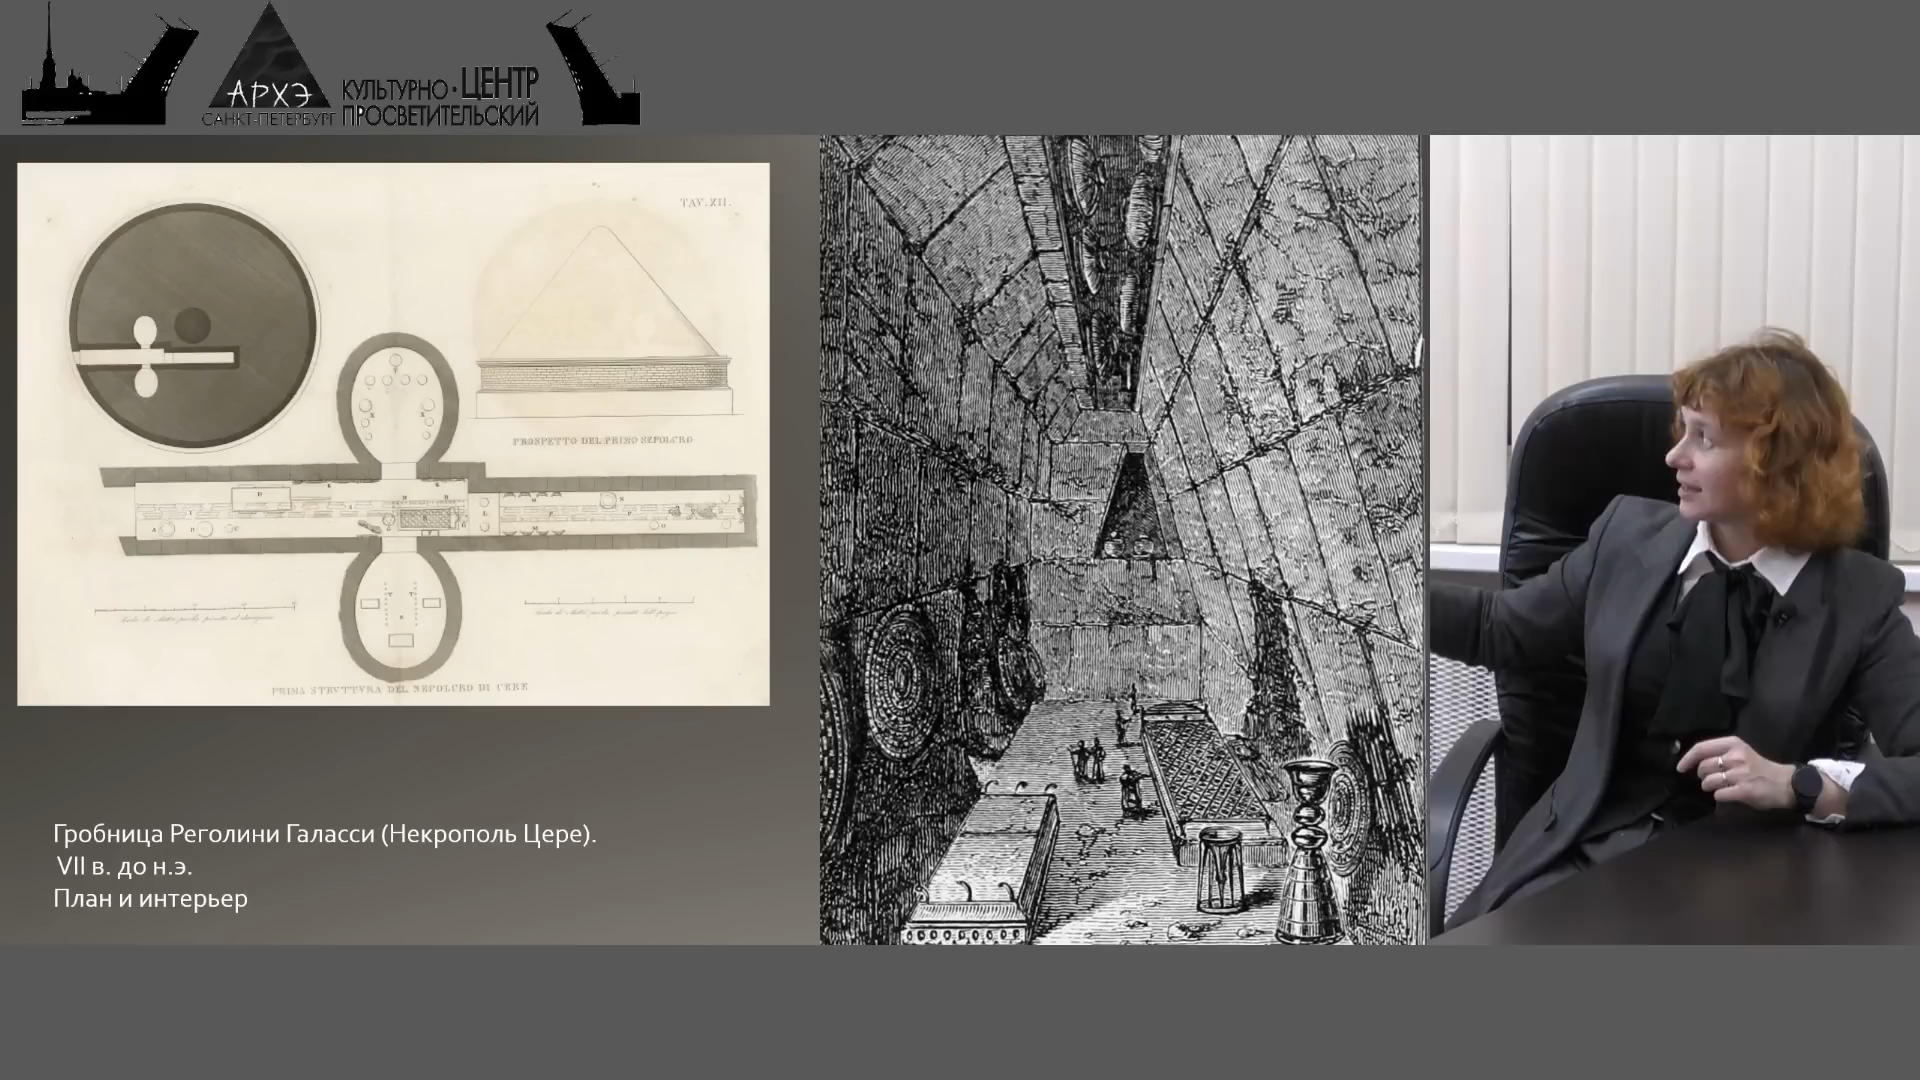 АРХЭ
САНКТ-ПЕТЕРБУРГ
КУЛЬТУРНО·ЦЕНТР
ПРОСВЕТИТЕЛЬСКИЙ
TAV. XII.
PROSPETTO DEL PRIMO SEPOLCRO
PRIMA STRVTTVRA DEL SEPOLCRO DI CERE
Гробница Реголини Галасси (Некрополь Цере).
VII в. до н.э.
План и интерьер